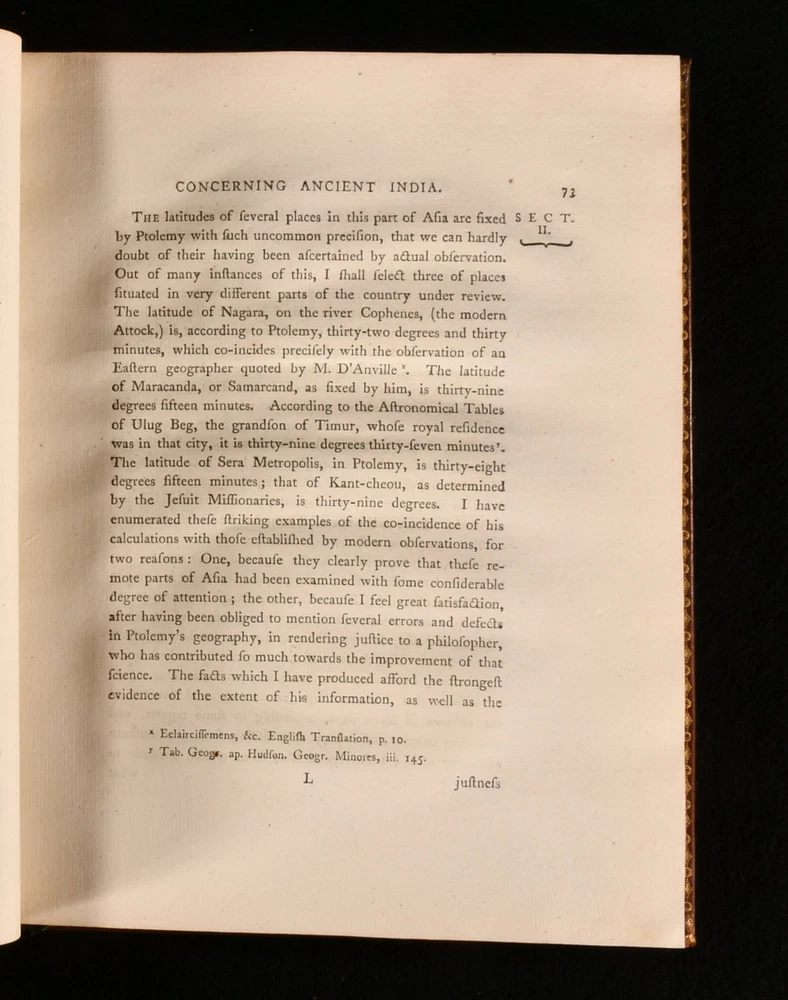 CONCERNING ANCIENT INDIA. 73
THE latitudes of ſeveral places in this part of Aſia are fixed S E C T.
by Ptolemy with ſuch uncommon preciſion, that we can hardly II.
doubt of their having been aſcertained by actual obſervation.
Out of many inſtances of this, I ſhall ſelect three of places
ſituated in very different parts of the country under review.
The latitude of Nagara, on the river Cophenes, (the modern
Attock,) is, according to Ptolemy, thirty-two degrees and thirty
minutes, which co-incides preciſely with the obſervation of an
Eaſtern geographer quoted by M. D'Anville ˣ. The latitude
of Maracanda, or Samarcand, as fixed by him, is thirty-nine
degrees fifteen minutes. According to the Aſtronomical Tables
of Ulug Beg, the grandſon of Timur, whoſe royal reſidence
was in that city, it is thirty-nine degrees thirty-ſeven minutes ʸ.
The latitude of Sera Metropolis, in Ptolemy, is thirty-eight
degrees fifteen minutes; that of Kant-cheou, as determined
by the Jeſuit Miſſionaries, is thirty-nine degrees. I have
enumerated theſe ſtriking examples of the co-incidence of his
calculations with thoſe eſtabliſhed by modern obſervations, for
two reaſons: One, becauſe they clearly prove that theſe re-
mote parts of Aſia had been examined with ſome conſiderable
degree of attention; the other, becauſe I feel great ſatisfaction,
after having been obliged to mention ſeveral errors and defects
in Ptolemy's geography, in rendering juſtice to a philoſopher,
who has contributed ſo much towards the improvement of that
ſcience. The facts which I have produced afford the ſtrongeſt
evidence of the extent of his information, as well as the
ˣ Eclairciſſemens, &c. Engliſh Tranſlation, p. 10.
ʸ Tab. Geogr. ap. Hudſon. Geogr. Minores, iii. 145.
L juſtneſs